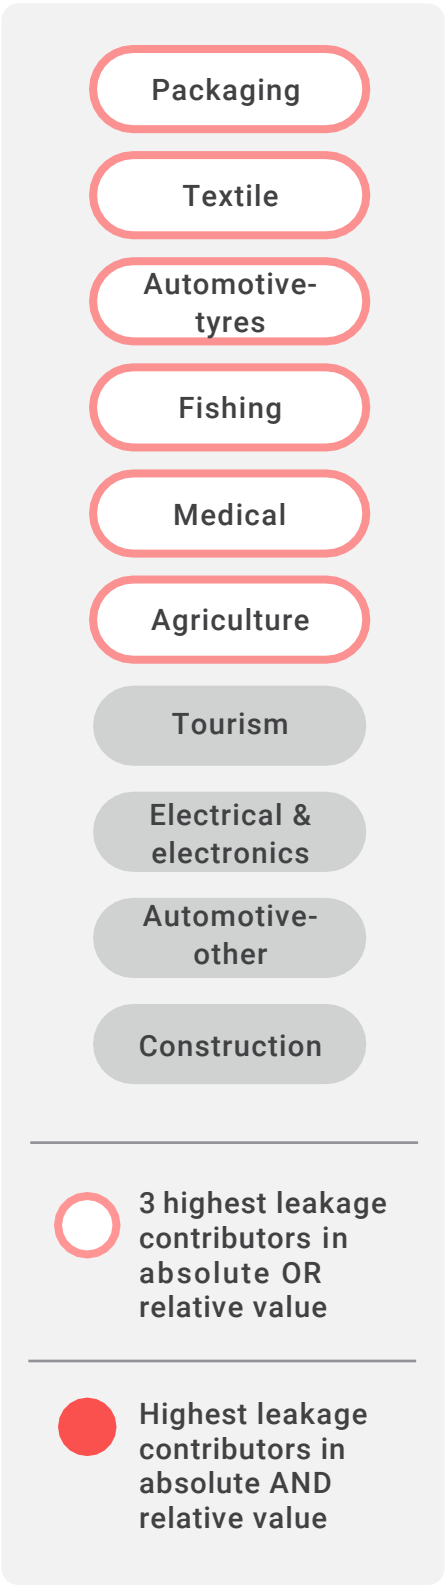 Packaging
Textile
Automotive-
tyres
Fishing
Medical
Agriculture
Tourism
Electrical &
electronics
Automotive-
other
Construction
3 highest leakage
contributors in
absolute OR
relative value
Highest leakage
contributors in
absolute AND
relative value